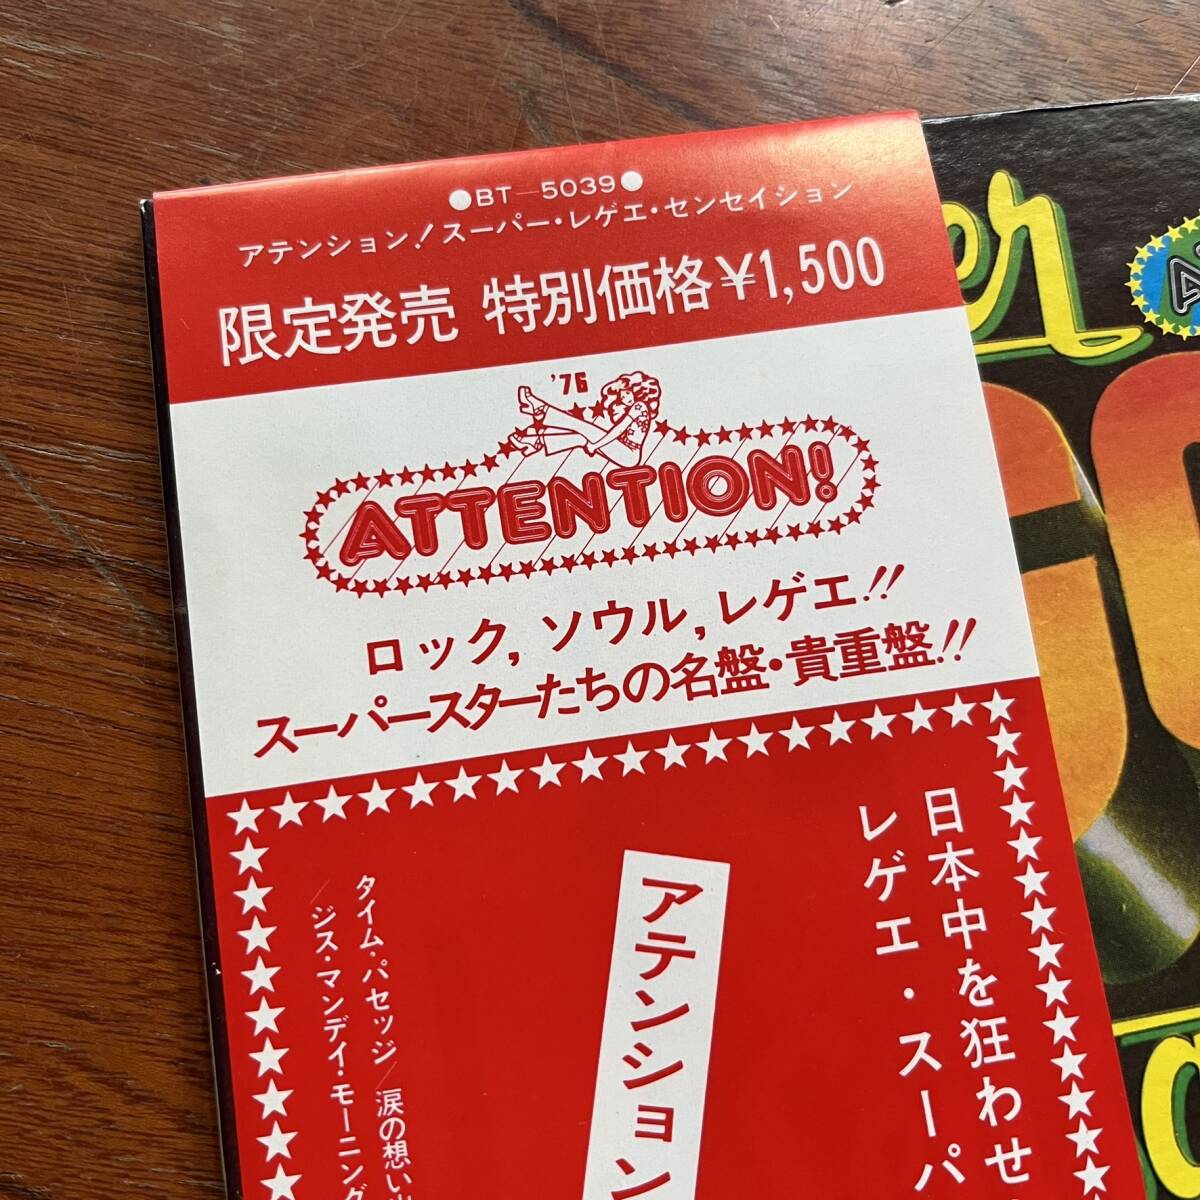 ●BT—5039●
アテンション!スーパー・レゲエ・センセイション
限定発売 特別価格¥1,500
'76
ATTENTION!
ロック,ソウル,レゲエ!!
スーパースターたちの名盤・貴重盤!!
日本中を狂わせ
レゲエ・スーパ
アテンション
タイム・パセッジ/涙の想い
/ジス・マンデイ・モーニング
er